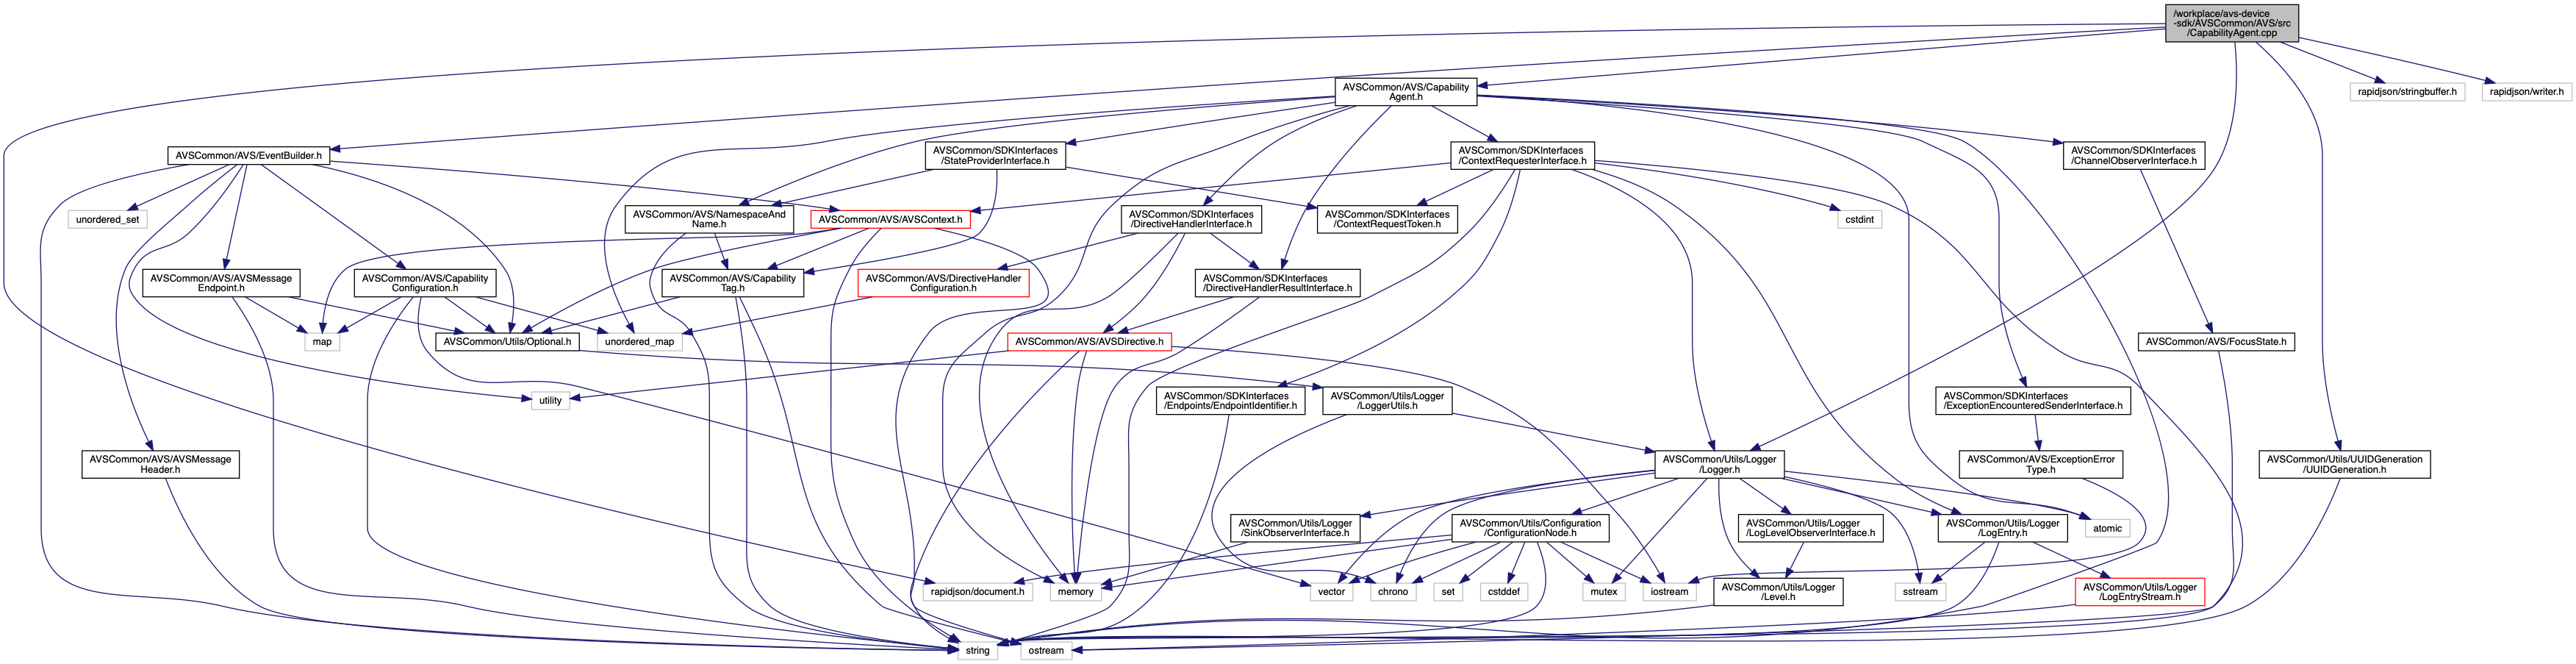 /workplace/avs-device
-sdk/AVSCommon/AVS/src
/CapabilityAgent.cpp
AVSCommon/AVS/Capability
Agent.h
rapidjson/stringbuffer.h
rapidjson/writer.h
AVSCommon/AVS/EventBuilder.h
AVSCommon/SDKInterfaces
/StateProviderInterface.h
AVSCommon/SDKInterfaces
/ContextRequesterInterface.h
AVSCommon/SDKInterfaces
/ChannelObserverInterface.h
unordered_set
AVSCommon/AVS/NamespaceAnd
Name.h
AVSCommon/AVS/AVSContext.h
AVSCommon/SDKInterfaces
/DirectiveHandlerInterface.h
AVSCommon/SDKInterfaces
/ContextRequestToken.h
cstdint
AVSCommon/AVS/AVSMessage
Endpoint.h
AVSCommon/AVS/Capability
Configuration.h
AVSCommon/AVS/Capability
Tag.h
AVSCommon/AVS/DirectiveHandler
Configuration.h
AVSCommon/SDKInterfaces
/DirectiveHandlerResultInterface.h
map
AVSCommon/Utils/Optional.h
unordered_map
AVSCommon/AVS/AVSDirective.h
AVSCommon/AVS/FocusState.h
utility
AVSCommon/SDKInterfaces
/Endpoints/EndpointIdentifier.h
AVSCommon/Utils/Logger
/LoggerUtils.h
AVSCommon/SDKInterfaces
/ExceptionEncounteredSenderInterface.h
AVSCommon/AVS/AVSMessage
Header.h
AVSCommon/Utils/Logger
/Logger.h
AVSCommon/AVS/ExceptionError
Type.h
AVSCommon/Utils/UUIDGeneration
/UUIDGeneration.h
AVSCommon/Utils/Logger
/SinkObserverInterface.h
AVSCommon/Utils/Configuration
/ConfigurationNode.h
AVSCommon/Utils/Logger
/LogLevelObserverInterface.h
AVSCommon/Utils/Logger
/LogEntry.h
atomic
rapidjson/document.h
memory
vector
chrono
set
cstddef
mutex
iostream
AVSCommon/Utils/Logger
/Level.h
sstream
AVSCommon/Utils/Logger
/LogEntryStream.h
string
ostream